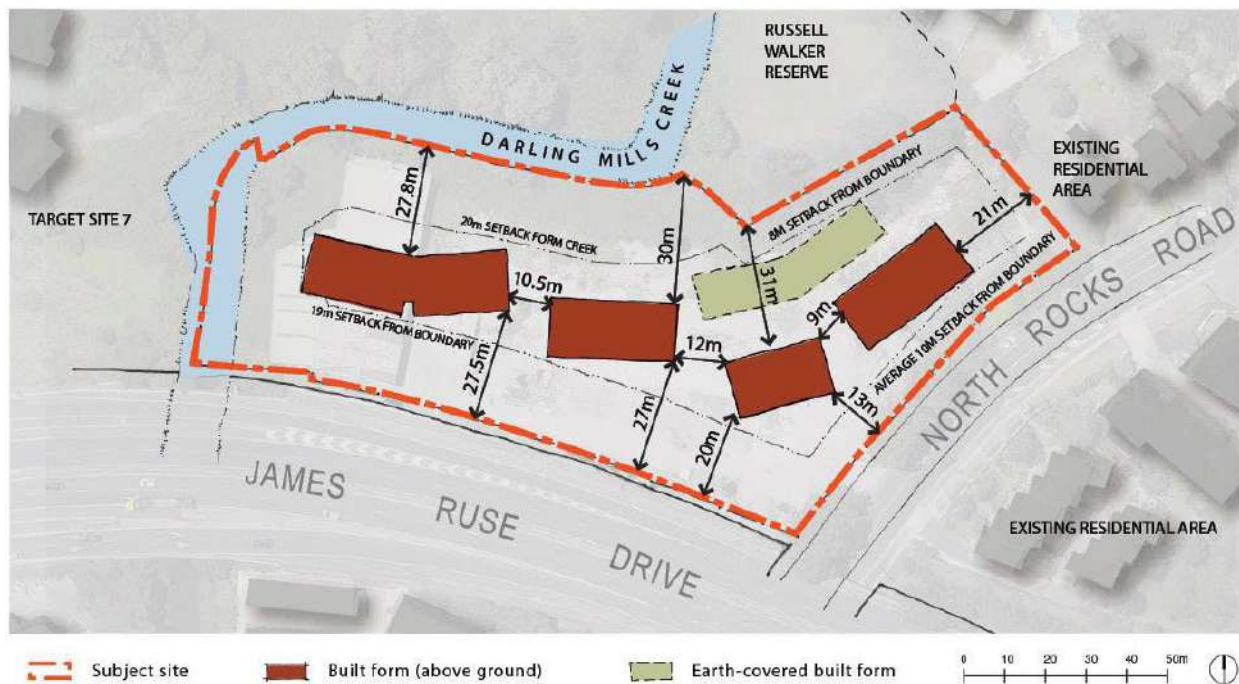 RUSSELL
WALKER
RESERVE
DARLING MILLS CREEK
EXISTING
RESIDENTIAL
AREA
TARGET SITE 7
27.8m
20m SETBACK FORM CREEK
30m
8M SETBACK FROM BOUNDARY
21m
31m
10.5m
19m SETBACK FROM BOUNDARY
12m
9m
AVERAGE 10M SETBACK FROM BOUNDARY
27.5m
27m
20m
13m
NORTH ROCKS ROAD
JAMES RUSE DRIVE
EXISTING RESIDENTIAL AREA
Subject site
Built form (above ground)
Earth-covered built form
0 10 20 30 40 50m